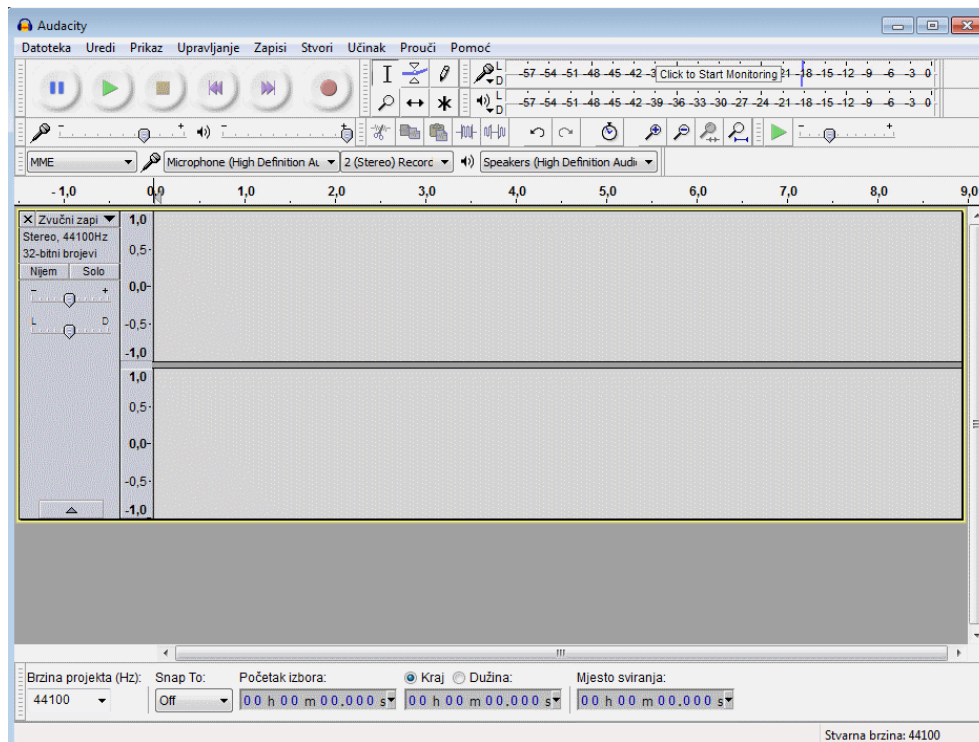 Audacity
Datoteka Uredi Prikaz Upravljanje Zapisi Stvori Učinak Prouči Pomoć
L
D
-57 -54 -51 -48 -45 -42 -3 Click to Start Monitoring 21 -18 -15 -12 -9 -6 -3 0
L
D
-57 -54 -51 -48 -45 -42 -39 -36 -33 -30 -27 -24 -21 -18 -15 -12 -9 -6 -3 0
- + - +
- +
MME Microphone (High Definition Au 2 (Stereo) Record Speakers (High Definition Audi
- 1,0 0,0 1,0 2,0 3,0 4,0 5,0 6,0 7,0 8,0 9,0
X Zvučni zapi 1,0
Stereo, 44100Hz
32-bitni brojevi 0,5
Nijem Solo
- + 0,0
L D -0,5
-1,0
1,0
0,5
0,0
-0,5
-1,0
Brzina projekta (Hz): Snap To: Početak izbora: Kraj Dužina: Mjesto sviranja:
44100 Off 00 h 00 m 00.000 s 00 h 00 m 00.000 s 00 h 00 m 00.000 s
Stvarna brzina: 44100